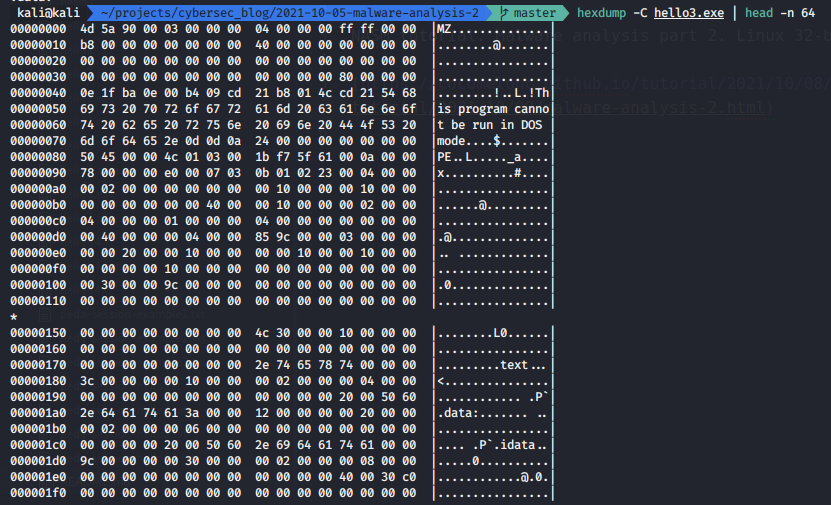 kali@kali ~/projects/cybersec_blog/2021-10-05-malware-analysis-2 master hexdump -C hello3.exe | head -n 64
00000000 4d 5a 90 00 03 00 00 00 04 00 00 00 ff ff 00 00 |MZ..............|
00000010 b8 00 00 00 00 00 00 00 40 00 00 00 00 00 00 00 |........@.......|
00000020 00 00 00 00 00 00 00 00 00 00 00 00 00 00 00 00 |................|
00000030 00 00 00 00 00 00 00 00 00 00 00 00 80 00 00 00 |................|
00000040 0e 1f ba 0e 00 b4 09 cd 21 b8 01 4c cd 21 54 68 |........!..L.!Th|
00000050 69 73 20 70 72 6f 67 72 61 6d 20 63 61 6e 6e 6f |is program canno|
00000060 74 20 62 65 20 72 75 6e 20 69 6e 20 44 4f 53 20 |t be run in DOS |
00000070 6d 6f 64 65 2e 0d 0d 0a 24 00 00 00 00 00 00 00 |mode....$.......|
00000080 50 45 00 00 4c 01 03 00 1b f7 5f 61 00 0a 00 00 |PE..L....._a....|
00000090 78 00 00 00 e0 00 07 03 0b 01 02 23 00 04 00 00 |x..........#....|
000000a0 00 02 00 00 00 00 00 00 00 10 00 00 00 10 00 00 |................|
000000b0 00 00 00 00 00 00 40 00 00 10 00 00 00 02 00 00 |......@.........|
000000c0 04 00 00 00 01 00 00 00 04 00 00 00 00 00 00 00 |................|
000000d0 00 40 00 00 00 04 00 00 85 9c 00 00 03 00 00 00 |.@..............|
000000e0 00 00 20 00 00 10 00 00 00 00 10 00 00 10 00 00 |.. .............|
000000f0 00 00 00 00 10 00 00 00 00 00 00 00 00 00 00 00 |................|
00000100 00 30 00 00 9c 00 00 00 00 00 00 00 00 00 00 00 |.0..............|
00000110 00 00 00 00 00 00 00 00 00 00 00 00 00 00 00 00 |................|
*
00000150 00 00 00 00 00 00 00 00 4c 30 00 00 10 00 00 00 |........L0......|
00000160 00 00 00 00 00 00 00 00 00 00 00 00 00 00 00 00 |................|
00000170 00 00 00 00 00 00 00 00 2e 74 65 78 74 00 00 00 |.........text...|
00000180 3c 00 00 00 00 10 00 00 00 02 00 00 00 04 00 00 |<...............|
00000190 00 00 00 00 00 00 00 00 00 00 00 00 20 00 50 60 |............ .P`|
000001a0 2e 64 61 74 61 3a 00 00 00 12 00 00 00 00 20 00 00 |.data:........ ..|
000001b0 00 02 00 00 00 06 00 00 00 00 00 00 00 00 00 00 |................|
000001c0 00 00 00 00 20 00 50 60 2e 69 64 61 74 61 00 00 |.... .P`.idata..|
000001d0 9c 00 00 00 00 30 00 00 00 02 00 00 00 08 00 00 |.....0..........|
000001e0 00 00 00 00 00 00 00 00 00 00 00 00 40 00 30 c0 |............@.0.|
000001f0 00 00 00 00 00 00 00 00 00 00 00 00 00 00 00 00 |................|